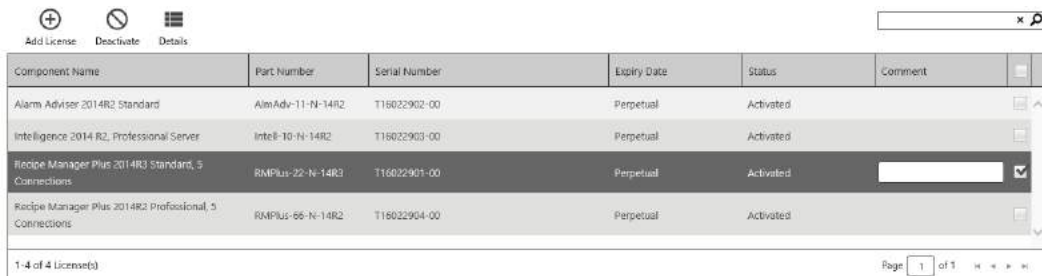 Add License Deactivate Details
Component Name Part Number Serial Number Expiry Date Status Comment
Alarm Adviser 2014R2 Standard AlmAdv-11-N-14R2 T16022902-00 Perpetual Activated
Intelligence 2014 R2, Professional Server Intell-10-N-14R2 T16022903-00 Perpetual Activated
Recipe Manager Plus 2014R3 Standard, 5
Connections RMPlus-22-N-14R3 T16022901-00 Perpetual Activated
Recipe Manager Plus 2014R2 Professional, 5
Connections RMPlus-66-N-14R2 T16022904-00 Perpetual Activated
1-4 of 4 License(s) Page 1 of 1